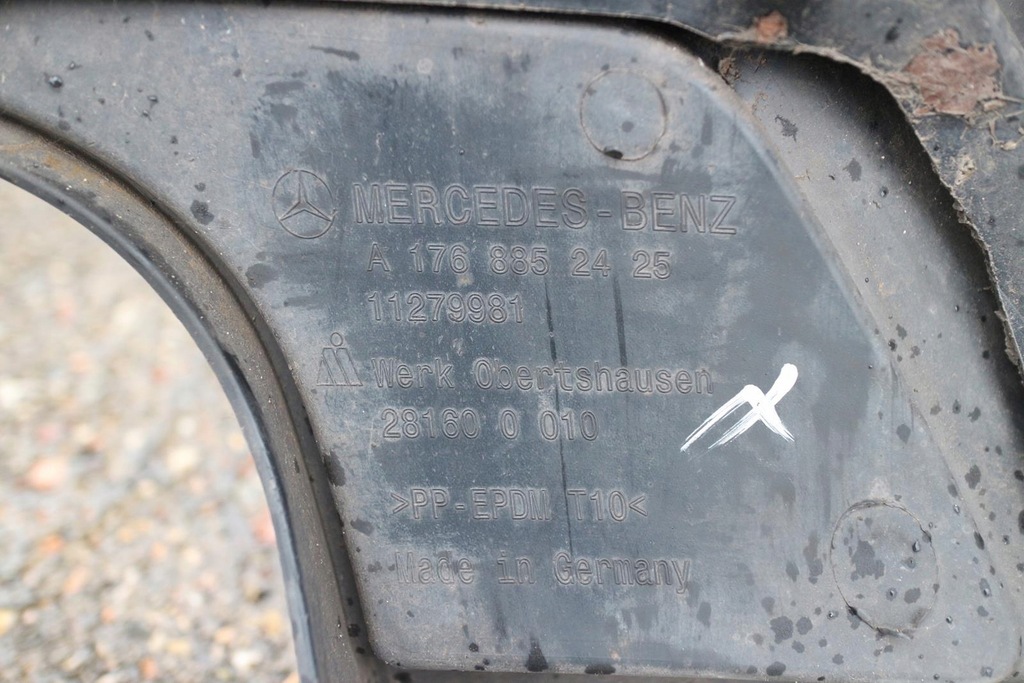 MERCEDES-BENZ
A 176 885 24 25
11279981
Werk Obertshausen
28160 0 010
>PP-EPDM T10<
Made in Germany